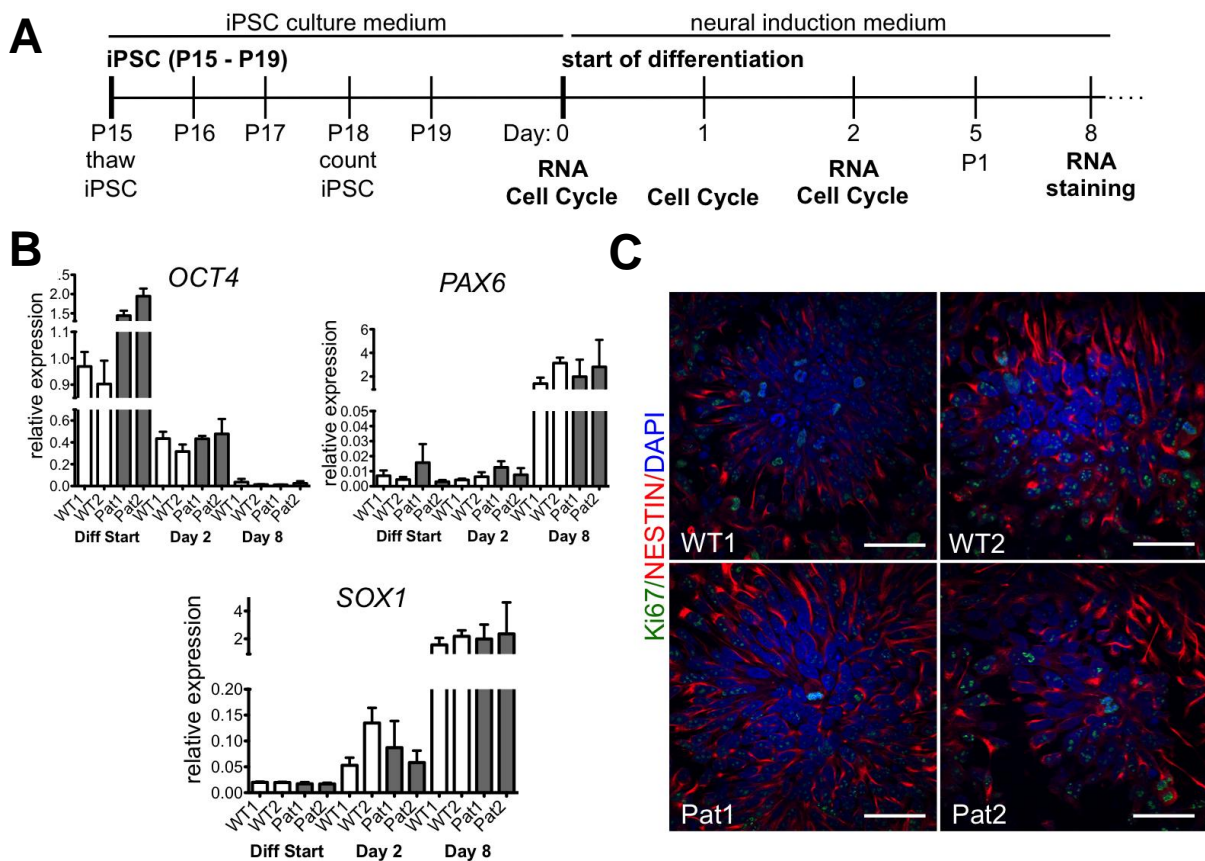 A
iPSC culture medium
neural induction medium
iPSC (P15 - P19)
start of differentiation
P15 P16 P17 P18 P19 Day: 0 1 2 5 8
thaw iPSC
count iPSC
RNA Cell Cycle
Cell Cycle
RNA Cell Cycle
P1
RNA staining
B
OCT4
relative expression
.5
2.0
1.5
1.1
1.0
0.9
0.6
0.4
0.2
0.0
WT1 WT2 Pat1 Pat2 WT1 WT2 Pat1 Pat2 WT1 WT2 Pat1 Pat2
Diff Start Day 2 Day 8
PAX6
relative expression
6
4
2
0.05
0.04
0.03
0.02
0.01
0.00
WT1 WT2 Pat1 Pat2 WT1 WT2 Pat1 Pat2 WT1 WT2 Pat1 Pat2
Diff Start Day 2 Day 8
SOX1
relative expression
4
2
0.20
0.15
0.10
0.05
0.00
WT1 WT2 Pat1 Pat2 WT1 WT2 Pat1 Pat2 WT1 WT2 Pat1 Pat2
Diff Start Day 2 Day 8
C
Ki67/NESTIN/DAPI
WT1
WT2
Pat1
Pat2